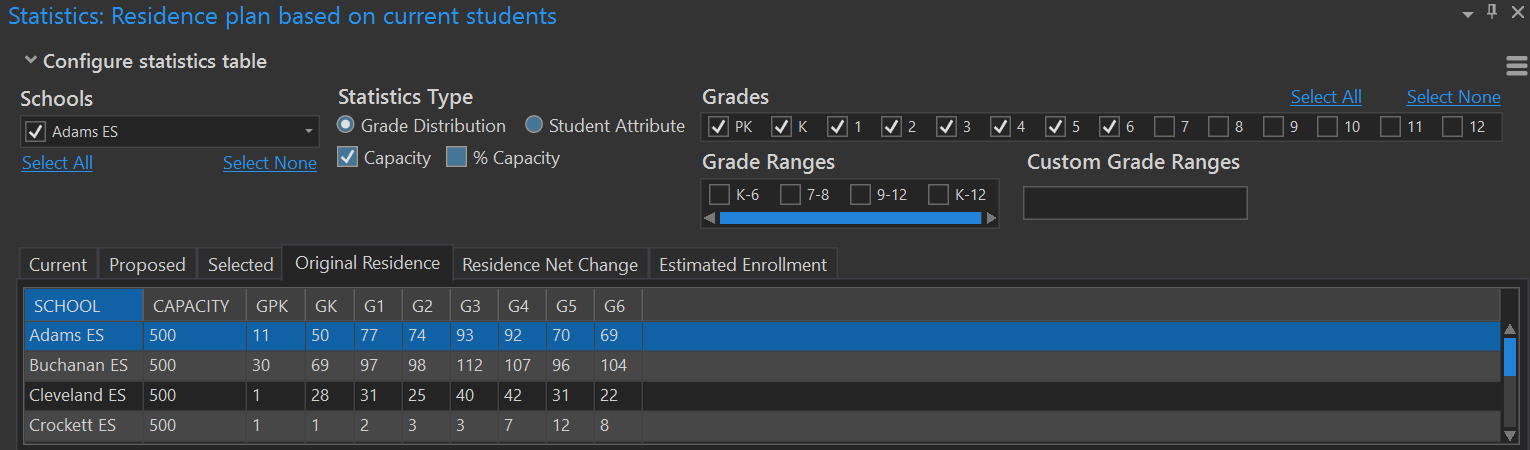 Statistics: Residence plan based on current students
Configure statistics table
Schools
Adams ES
Select All Select None
Statistics Type
Grade Distribution Student Attribute
Capacity % Capacity
Grades Select All Select None
PK K 1 2 3 4 5 6 7 8 9 10 11 12
Grade Ranges
K-6 7-8 9-12 K-12
Custom Grade Ranges
Current Proposed Selected Original Residence Residence Net Change Estimated Enrollment
SCHOOL CAPACITY GPK GK G1 G2 G3 G4 G5 G6
Adams ES 500 11 50 77 74 93 92 70 69
Buchanan ES 500 30 69 97 98 112 107 96 104
Cleveland ES 500 1 28 31 25 40 42 31 22
Crockett ES 500 1 1 2 3 3 7 12 8